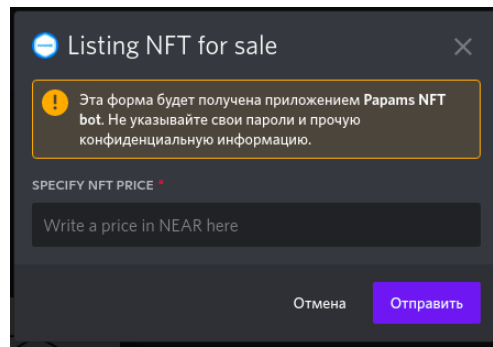 Listing NFT for sale
Эта форма будет получена приложением Papams NFT
bot. Не указывайте свои пароли и прочую
конфиденциальную информацию.
SPECIFY NFT PRICE *
Write a price in NEAR here
Отмена
Отправить